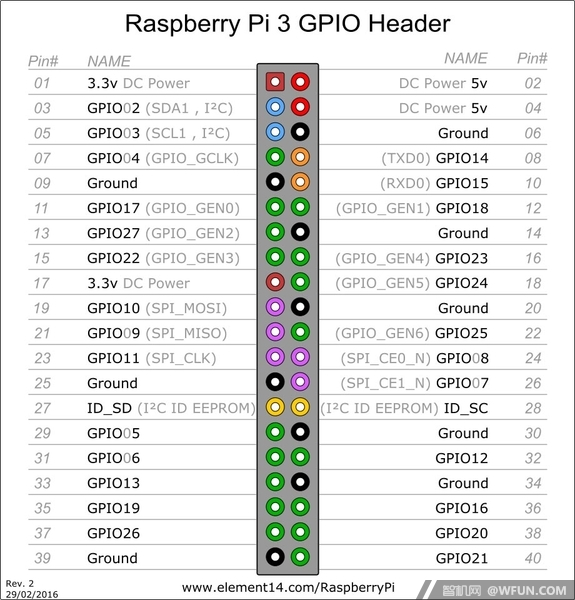 Raspberry Pi 3 GPIO Header
Pin# NAME NAME Pin#
01 3.3v DC Power DC Power 5v 02
03 GPIO02 (SDA1 , I²C) DC Power 5v 04
05 GPIO03 (SCL1 , I²C) Ground 06
07 GPIO04 (GPIO_GCLK) (TXD0) GPIO14 08
09 Ground (RXD0) GPIO15 10
11 GPIO17 (GPIO_GEN0) (GPIO_GEN1) GPIO18 12
13 GPIO27 (GPIO_GEN2) Ground 14
15 GPIO22 (GPIO_GEN3) (GPIO_GEN4) GPIO23 16
17 3.3v DC Power (GPIO_GEN5) GPIO24 18
19 GPIO10 (SPI_MOSI) Ground 20
21 GPIO09 (SPI_MISO) (GPIO_GEN6) GPIO25 22
23 GPIO11 (SPI_CLK) (SPI_CE0_N) GPIO08 24
25 Ground (SPI_CE1_N) GPIO07 26
27 ID_SD (I²C ID EEPROM) (I²C ID EEPROM) ID_SC 28
29 GPIO05 Ground 30
31 GPIO06 GPIO12 32
33 GPIO13 Ground 34
35 GPIO19 GPIO16 36
37 GPIO26 GPIO20 38
39 Ground GPIO21 40
Rev. 2
29/02/2016
www.element14.com/RaspberryPi
智机网 @WFUN.COM